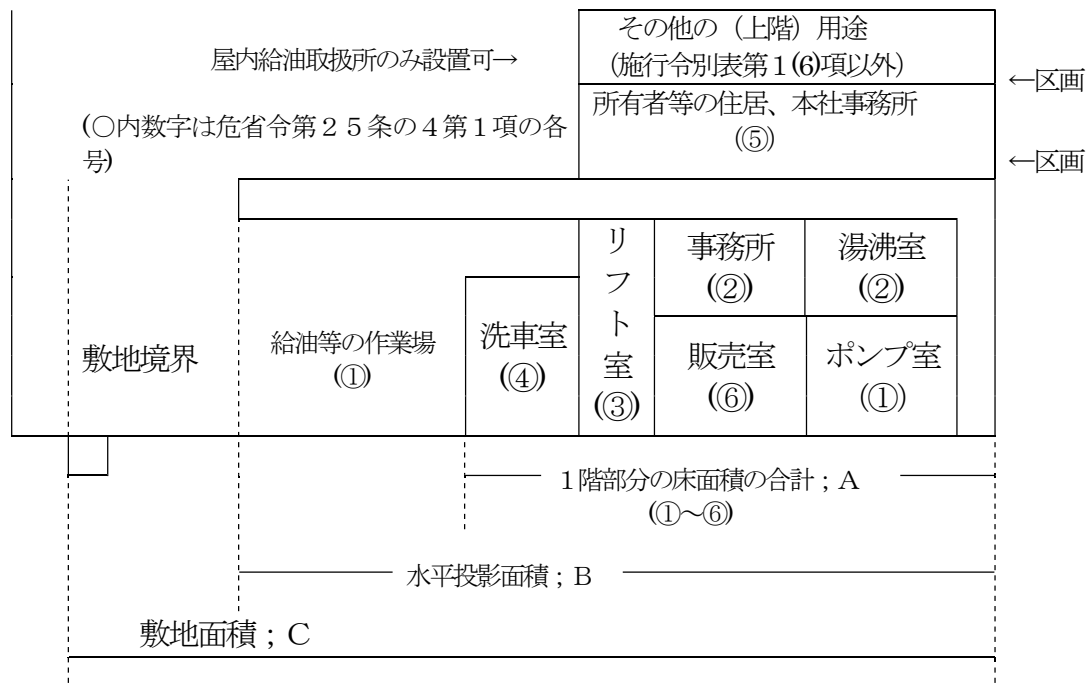 その他の（上階）用途
(施行令別表第１(6)項以外)
屋内給油取扱所のみ設置可→
←区画
所有者等の住居、本社事務所
(⑤)
(○内数字は危省令第２５条の４第１項の各
号)
←区画
リフト室
(③)
事務所
(②)
湯沸室
(②)
敷地境界
給油等の作業場
(①)
洗車室
(④)
販売室
(⑥)
ポンプ室
(①)
１階部分の床面積の合計；A
(①～⑥)
水平投影面積；B
敷地面積；C